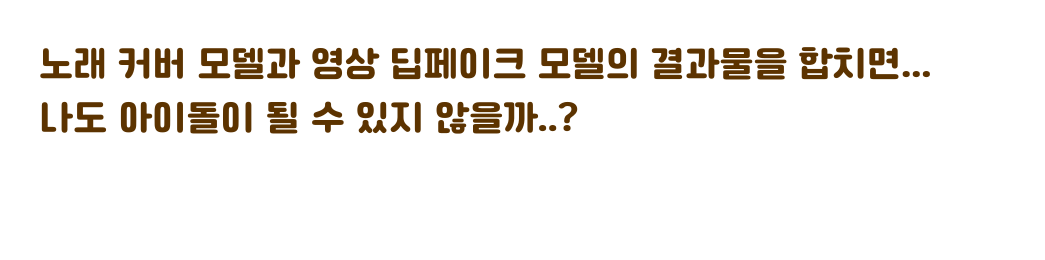 노래 커버 모델과 영상 딥페이크 모델의 결과물을 합치면...
나도 아이돌이 될 수 있지 않을까..?